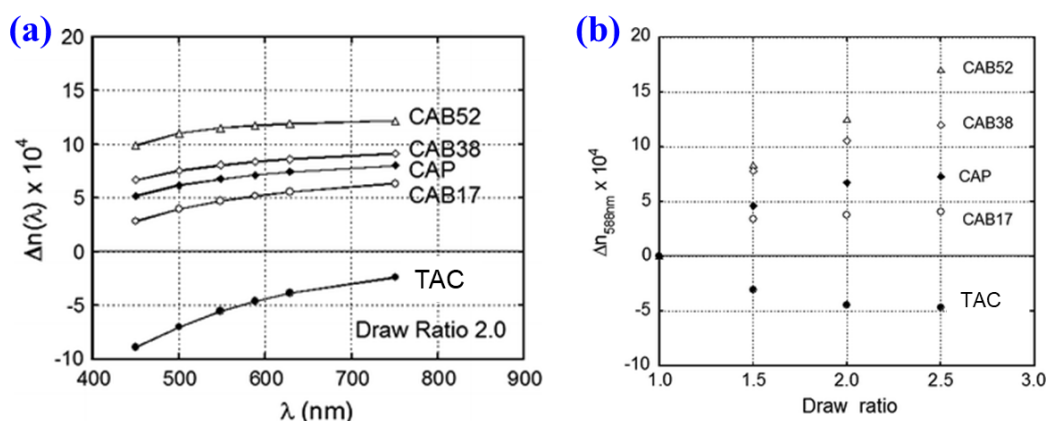 (a)
20
15
10
5
0
-5
-10
Δn(λ) x 10⁴
CAB52
CAB38
CAP
CAB17
TAC
Draw Ratio 2.0
400 500 600 700 800 900
λ (nm)
(b)
20
15
10
5
0
-5
-10
Δn₅₈₈ₙₘ x 10⁴
CAB52
CAB38
CAP
CAB17
TAC
1.0 1.5 2.0 2.5 3.0
Draw ratio